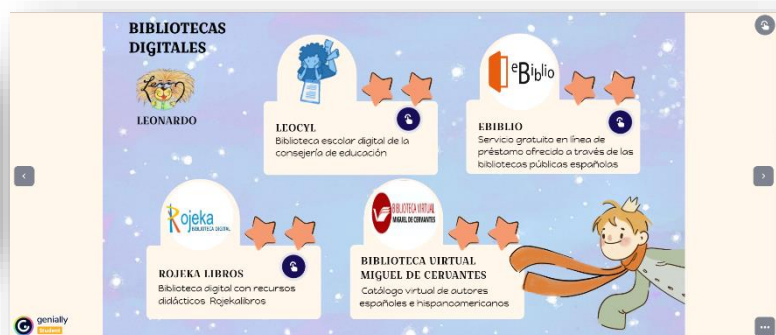 BIBLIOTECAS
DIGITALES
LEONARDO
LEOCYL
Biblioteca escolar digital de la
consejería de educación
eBiblio
EBIBLIO
Servicio gratuito en línea de
préstamo ofrecido a través de las
bibliotecas públicas españolas
Rojeka
BIBLIOTECA DIGITAL
ROJEKA LIBROS
Biblioteca digital con recursos
didácticos Rojekalibros
BIBLIOTECA VIRTUAL
MIGUEL DE CERVANTES
BIBLIOTECA VIRTUAL
MIGUEL DE CERVANTES
Catálogo virtual de autores
españoles e hispanoamericanos
genially
Student